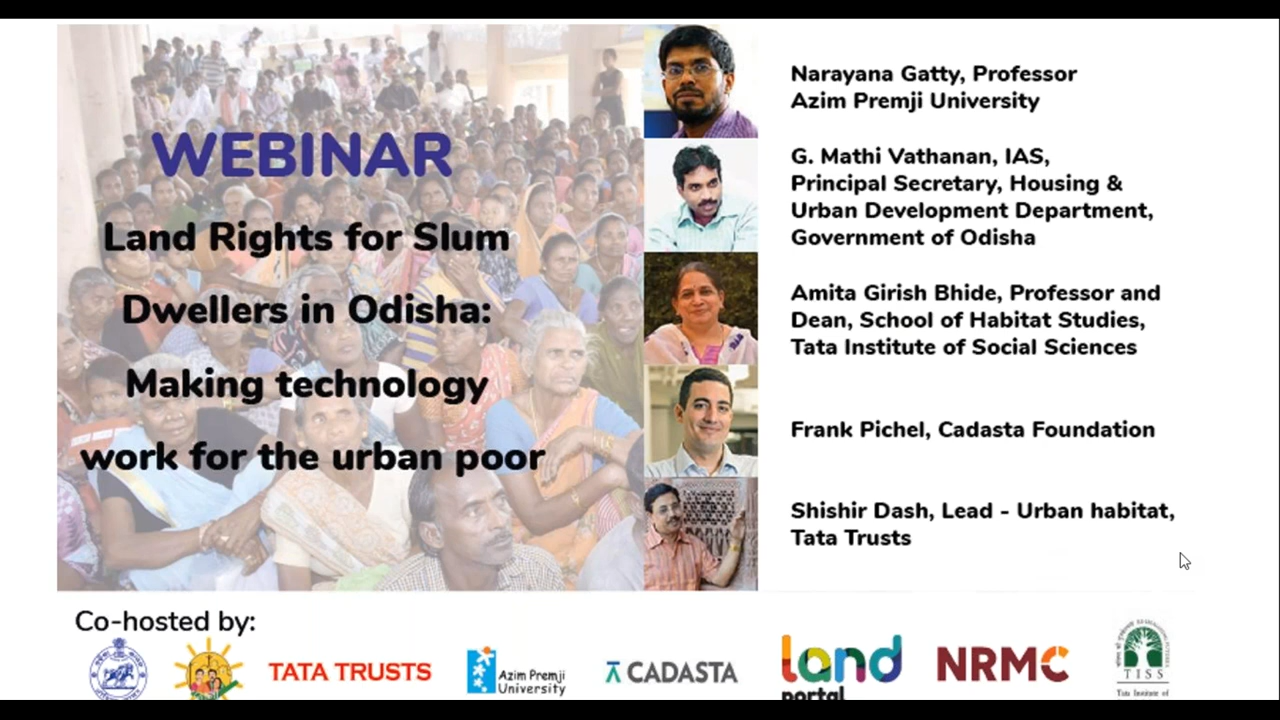 WEBINAR
Land Rights for Slum
Dwellers in Odisha:
Making technology
work for the urban poor
Narayana Gatty, Professor
Azim Premji University
G. Mathi Vathanan, IAS,
Principal Secretary, Housing &
Urban Development Department,
Government of Odisha
Amita Girish Bhide, Professor and
Dean, School of Habitat Studies,
Tata Institute of Social Sciences
Frank Pichel, Cadasta Foundation
Shishir Dash, Lead - Urban habitat,
Tata Trusts
Co-hosted by:
TATA TRUSTS
Azim Premji
University
CADASTA
land
portal
NRMC
TISS
Tata Institute of